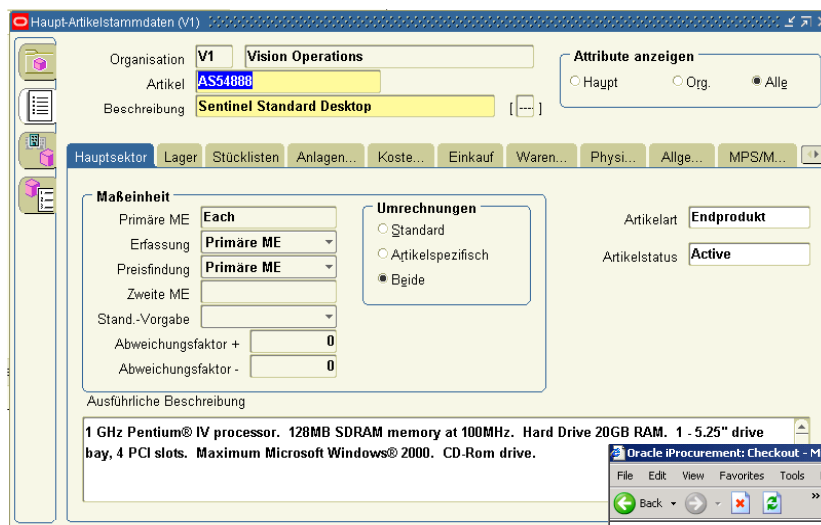 Haupt-Artikelstammdaten (V1)
Organisation V1 Vision Operations
Artikel AS54888
Beschreibung Sentinel Standard Desktop [ --- ]
Attribute anzeigen
Haupt Org. Alle
Hauptsektor Lager Stücklisten Anlagen... Koste... Einkauf Waren... Physi... Allge... MPS/M...
Maßeinheit
Primäre ME Each
Erfassung Primäre ME
Preisfindung Primäre ME
Zweite ME
Stand.-Vorgabe
Abweichungsfaktor + 0
Abweichungsfaktor - 0
Umrechnungen
Standard
Artikelspezifisch
Beide
Artikelart Endprodukt
Artikelstatus Active
Ausführliche Beschreibung
1 GHz Pentium® IV processor. 128MB SDRAM memory at 100MHz. Hard Drive 20GB RAM. 1 - 5.25" drive
bay, 4 PCI slots. Maximum Microsoft Windows® 2000. CD-Rom drive.
Oracle iProcurement: Checkout - M
File Edit View Favorites Tools
Back »